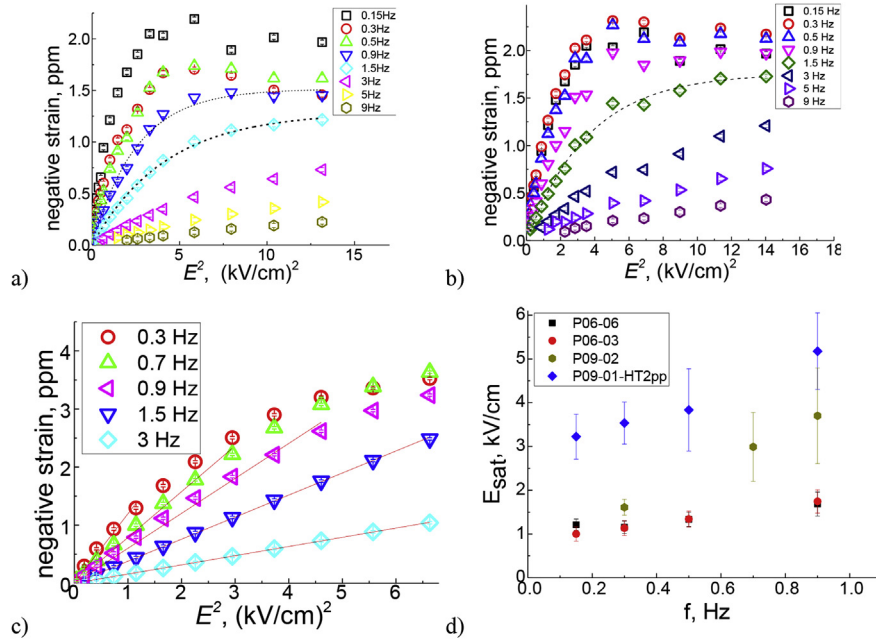 2.0
1.5
1.0
0.5
0.0
negative strain, ppm
0.15Hz
0.3Hz
0.5Hz
0.9Hz
1.5Hz
3Hz
5Hz
9Hz
0 5 10 15
E², (kV/cm)²
a)
2.0
1.5
1.0
0.5
0.0
negative strain, ppm
0.15 Hz
0.3 Hz
0.5 Hz
0.9 Hz
1.5 Hz
3 Hz
5 Hz
9 Hz
0 2 4 6 8 10 12 14 16 18
E², (kV/cm)²
b)
4
3
2
1
0
negative strain, ppm
0.3 Hz
0.7 Hz
0.9 Hz
1.5 Hz
3 Hz
0 1 2 3 4 5 6
E², (kV/cm)²
c)
6
5
4
3
2
1
0
E_sat, kV/cm
P06-06
P06-03
P09-02
P09-01-HT2pp
0.0 0.2 0.4 0.6 0.8 1.0
f, Hz
d)